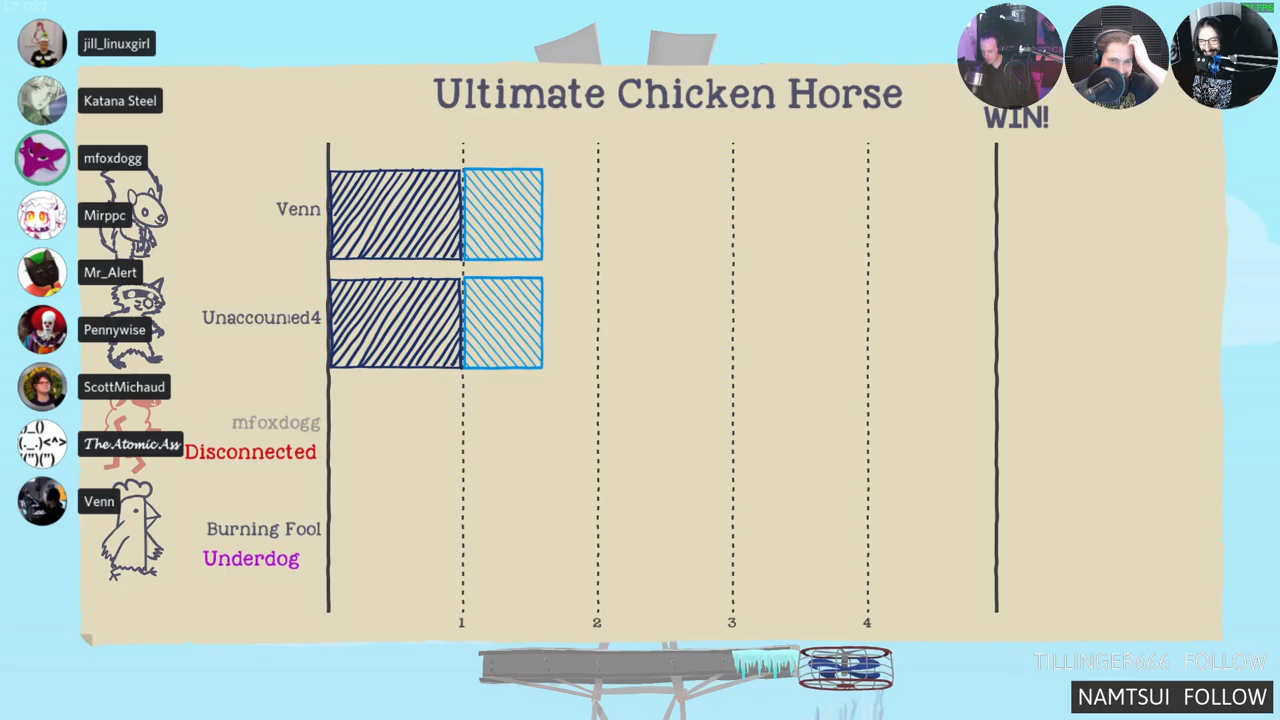 jill_linuxgirl
Katana Steel
mfoxdogg
Mirppc
Mr_Alert
Pennywise
ScottMichaud
The Atomic Ass
(._.)<^>
Venn
Ultimate Chicken Horse
WIN!
Venn
mfoxdogg
Disconnected
Burning Fool
Underdog
1
2
3
4
TILLINGER666 FOLLOW
NAMTSUI FOLLOW